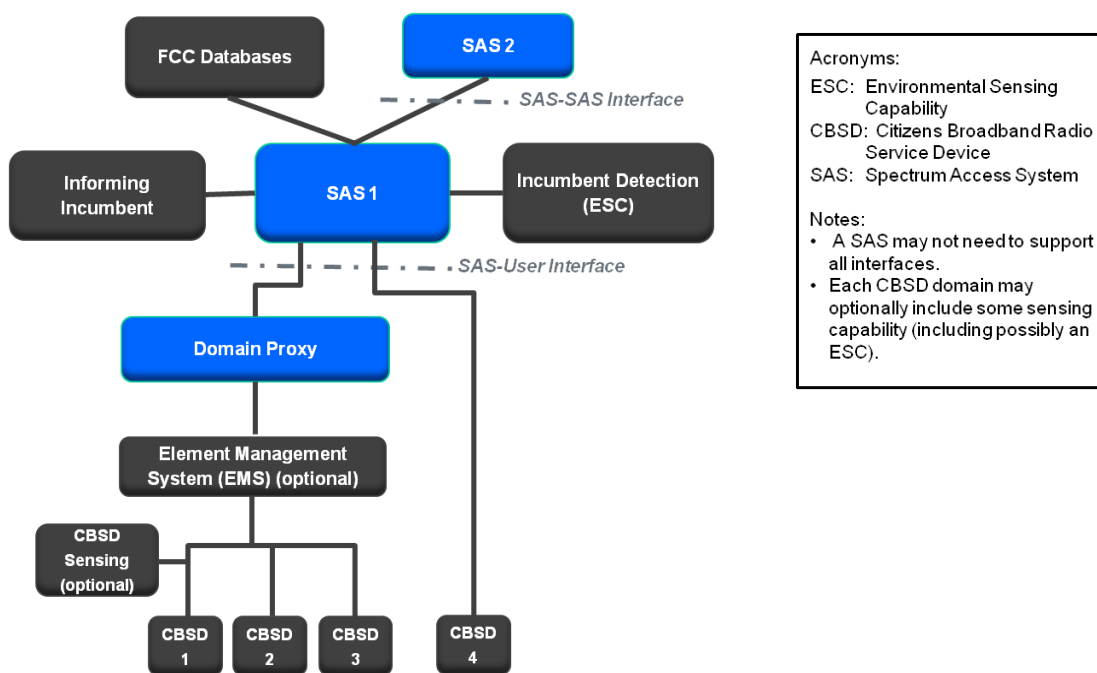 FCC Databases
SAS 2
SAS-SAS Interface
Informing
Incumbent
SAS 1
Incumbent Detection
(ESC)
SAS-User Interface
Domain Proxy
Element Management
System (EMS) (optional)
CBSD
Sensing
(optional)
CBSD
1
CBSD
2
CBSD
3
CBSD
4
Acronyms:
ESC: Environmental Sensing
Capability
CBSD: Citizens Broadband Radio
Service Device
SAS: Spectrum Access System
Notes:
• A SAS may not need to support
all interfaces.
• Each CBSD domain may
optionally include some sensing
capability (including possibly an
ESC).